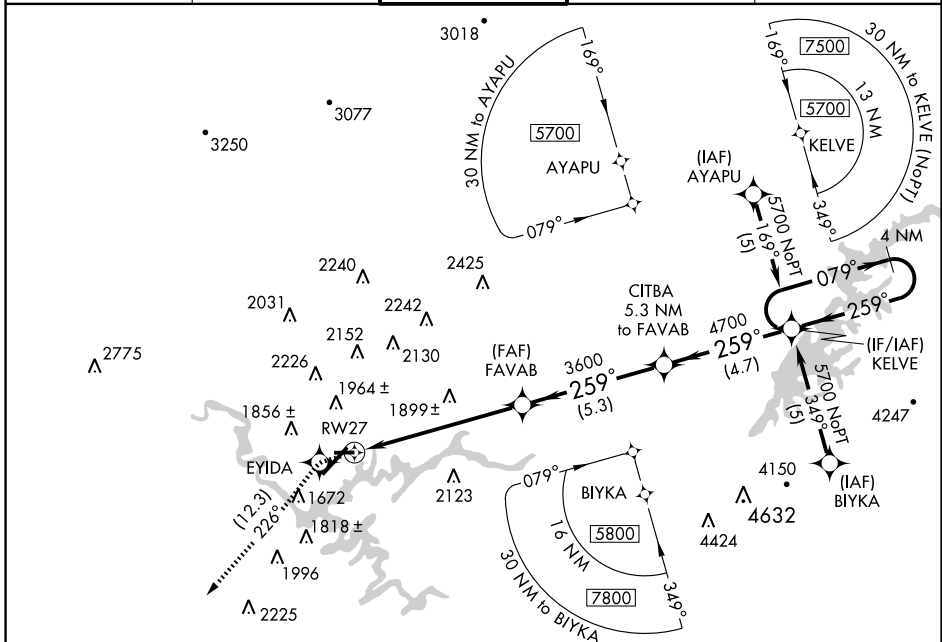 3018
3077
3250
30 NM to AYAPU
169°
5700
AYAPU
079°
169°
7500
5700
13 NM
KELVE
349°
30 NM to KELVE (NoPT)
(IAF)
AYAPU
5700 NoPT
169°
(5)
4 NM
079°
259°
(IF/IAF)
KELVE
4700
259°
(4.7)
CITBA
5.3 NM
to FAVAB
3600
259°
(5.3)
(FAF)
FAVAB
2240
2425
2031
2242
2152
2130
2775
2226
1964 ±
1899 ±
1856 ±
RW27
EYIDA
1672
(12.3)
226°
1818 ±
1996
2225
2123
5700 NoPT
349°
(5)
4247
4150
(IAF)
BIYKA
4632
4424
079°
BIYKA
5800
16 NM
7800
349°
30 NM to BIYKA